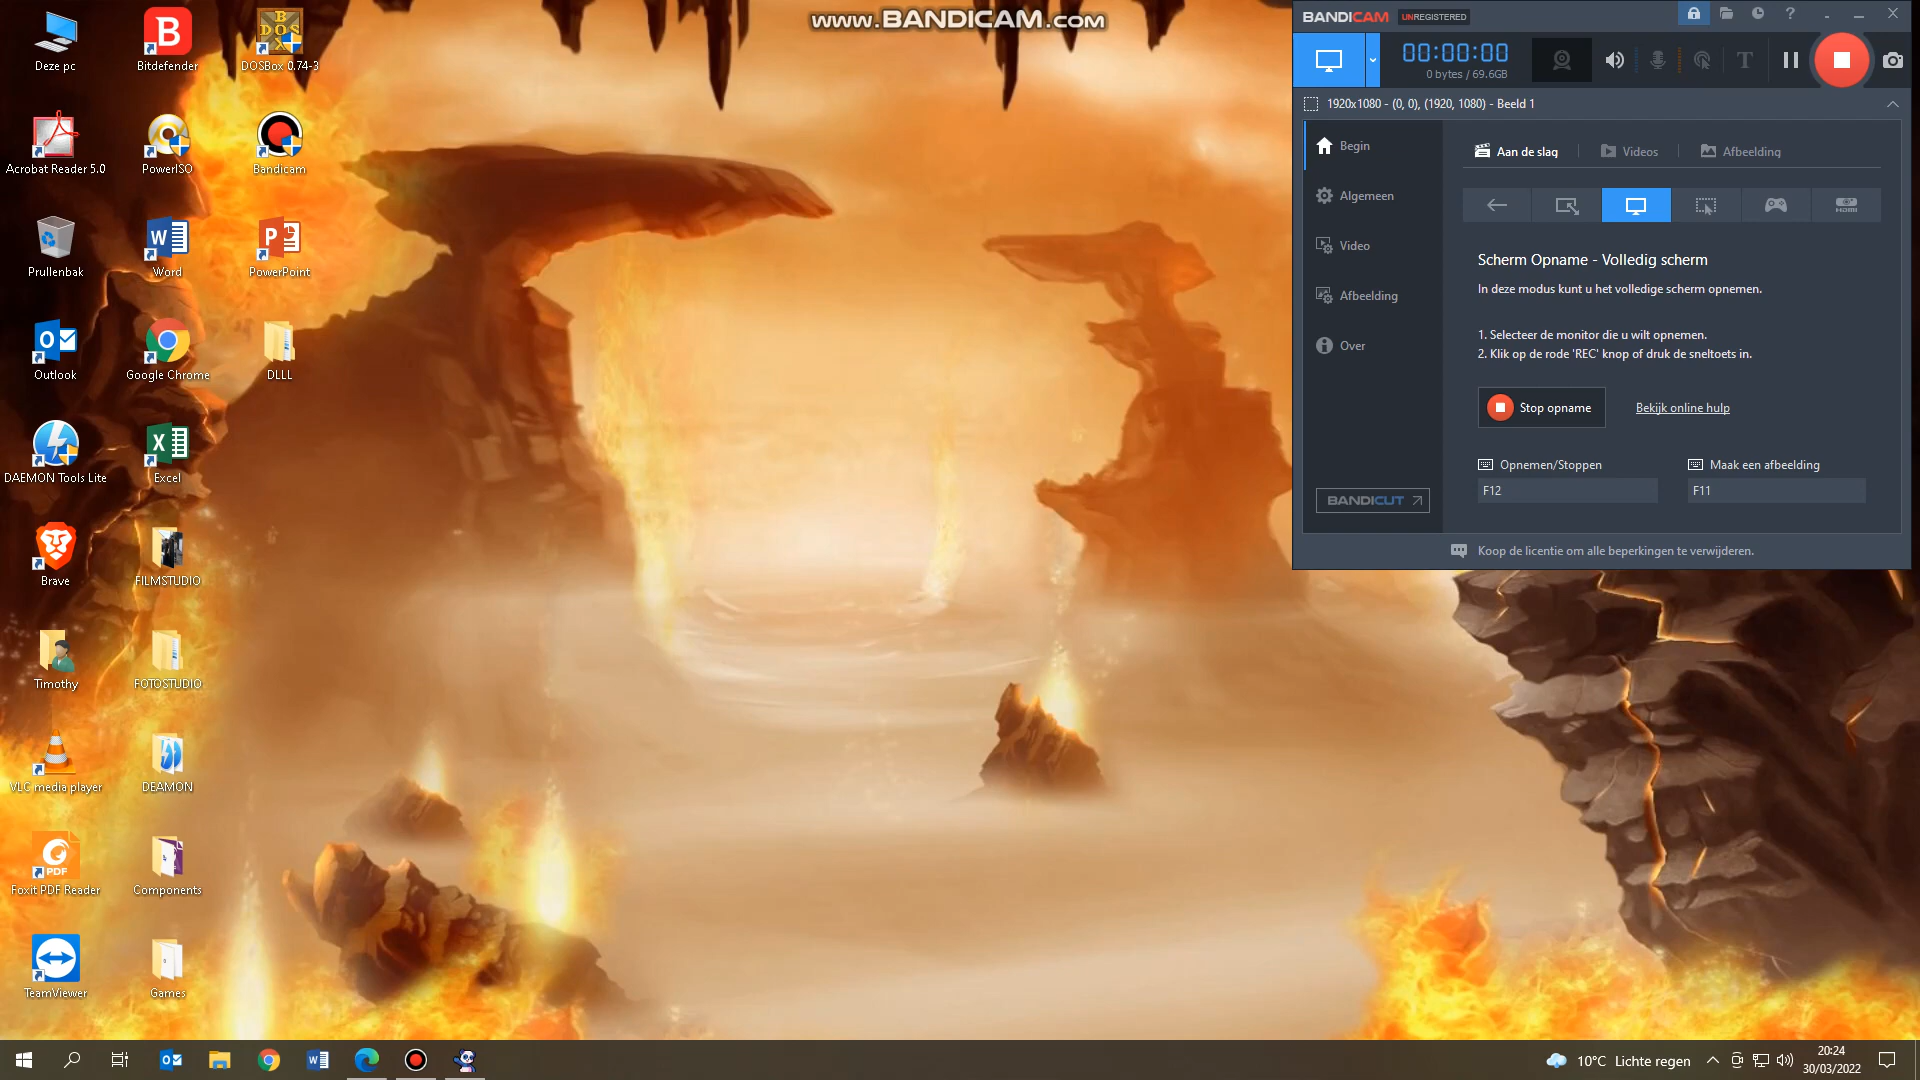 www.BANDICAM.com
Deze pc
Bitdefender
DOSBox 0.74-3
Acrobat Reader 5.0
PowerISO
Bandicam
Prullenbak
Word
PowerPoint
Outlook
Google Chrome
DLLL
DAEMON Tools Lite
Excel
Brave
FILMSTUDIO
Timothy
FOTOSTUDIO
VLC media player
DEAMON
Foxit PDF Reader
Components
TeamViewer
Games
BANDICAM UNREGISTERED
00:00:00
0 bytes / 69.6GB
1920x1080 - (0, 0), (1920, 1080) - Beeld 1
Begin
Algemeen
Video
Afbeelding
Over
BANDICUT
Aan de slag
Videos
Afbeelding
HDMI
Scherm Opname - Volledig scherm
In deze modus kunt u het volledige scherm opnemen.
1. Selecteer de monitor die u wilt opnemen.
2. Klik op de rode 'REC' knop of druk de sneltoets in.
Stop opname
Bekijk online hulp
Opnemen/Stoppen
Maak een afbeelding
F12
F11
Koop de licentie om alle beperkingen te verwijderen.
10°C Lichte regen
20:24
30/03/2022